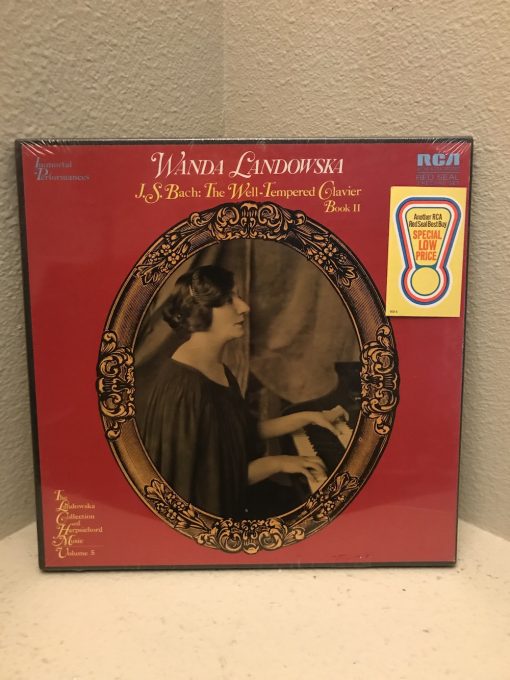 Immortal
Performances
WANDA LANDOWSKA
J. S. Bach: The Well-Tempered Clavier
Book II
RCA
RED SEAL
Another RCA
Red Seal Best Buy
SPECIAL
LOW
PRICE
The
Landowska
Collection
of
Harpsichord
Music
Volume 5